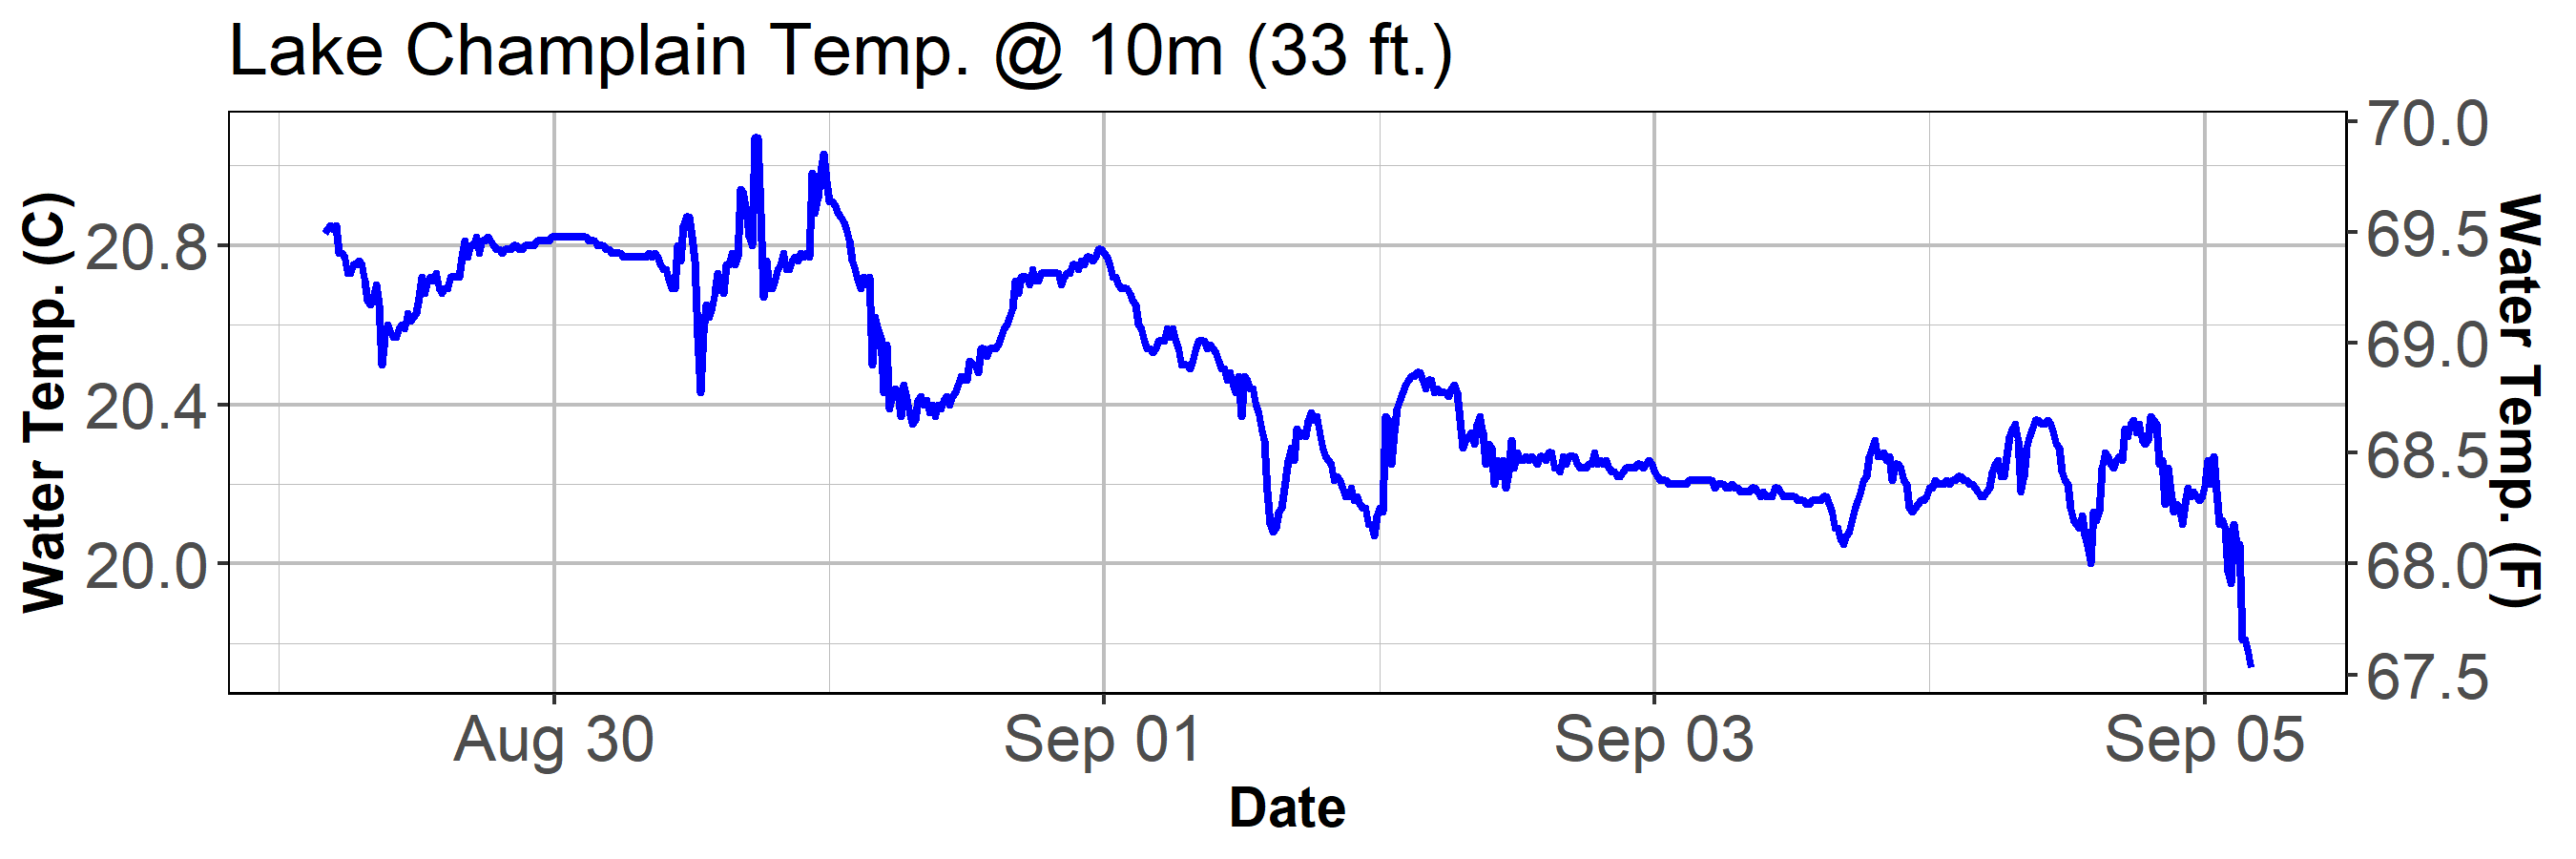 Lake Champlain Temp. @ 10m (33 ft.)
Water Temp. (C)
20.8
20.4
20.0
70.0
69.5
69.0
68.5
68.0
67.5
Water Temp. (F)
Aug 30
Sep 01
Sep 03
Sep 05
Date